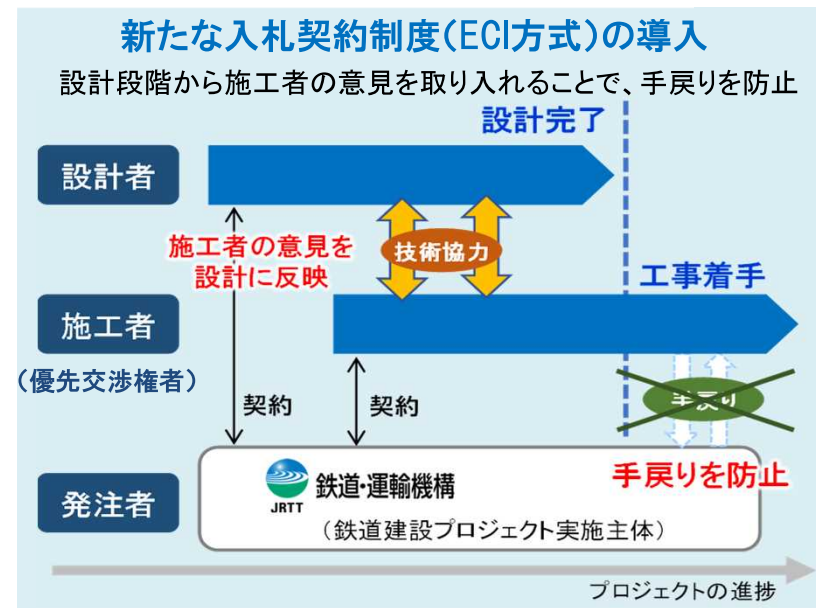 新たな入札契約制度(ECI方式)の導入
設計段階から施工者の意見を取り入れることで、手戻りを防止
設計完了
設計者
施工者の意見を
設計に反映
技術協力
工事着手
施工者
(優先交渉権者)
契約
契約
手戻り
手戻りを防止
発注者
JRTT
鉄道・運輸機構
(鉄道建設プロジェクト実施主体)
プロジェクトの進捗